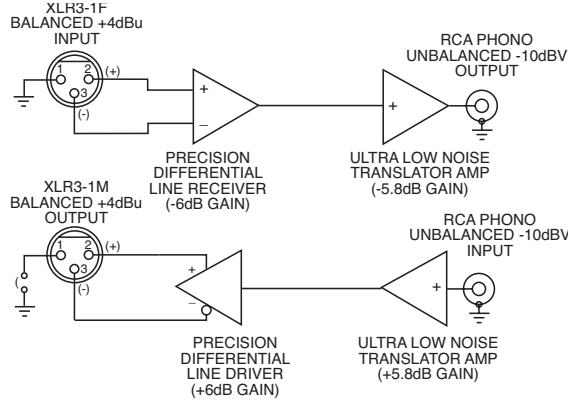 XLR3-1F
BALANCED +4dBu
INPUT
1
2
3
(+)
(-)
+
–
+
RCA PHONO
UNBALANCED -10dBV
OUTPUT
PRECISION
DIFFERENTIAL
LINE RECEIVER
(-6dB GAIN)
ULTRA LOW NOISE
TRANSLATOR AMP
(-5.8dB GAIN)
XLR3-1M
BALANCED +4dBu
OUTPUT
1
2
3
(+)
(-)
+
–
+
RCA PHONO
UNBALANCED -10dBV
INPUT
PRECISION
DIFFERENTIAL
LINE DRIVER
(+6dB GAIN)
ULTRA LOW NOISE
TRANSLATOR AMP
(+5.8dB GAIN)